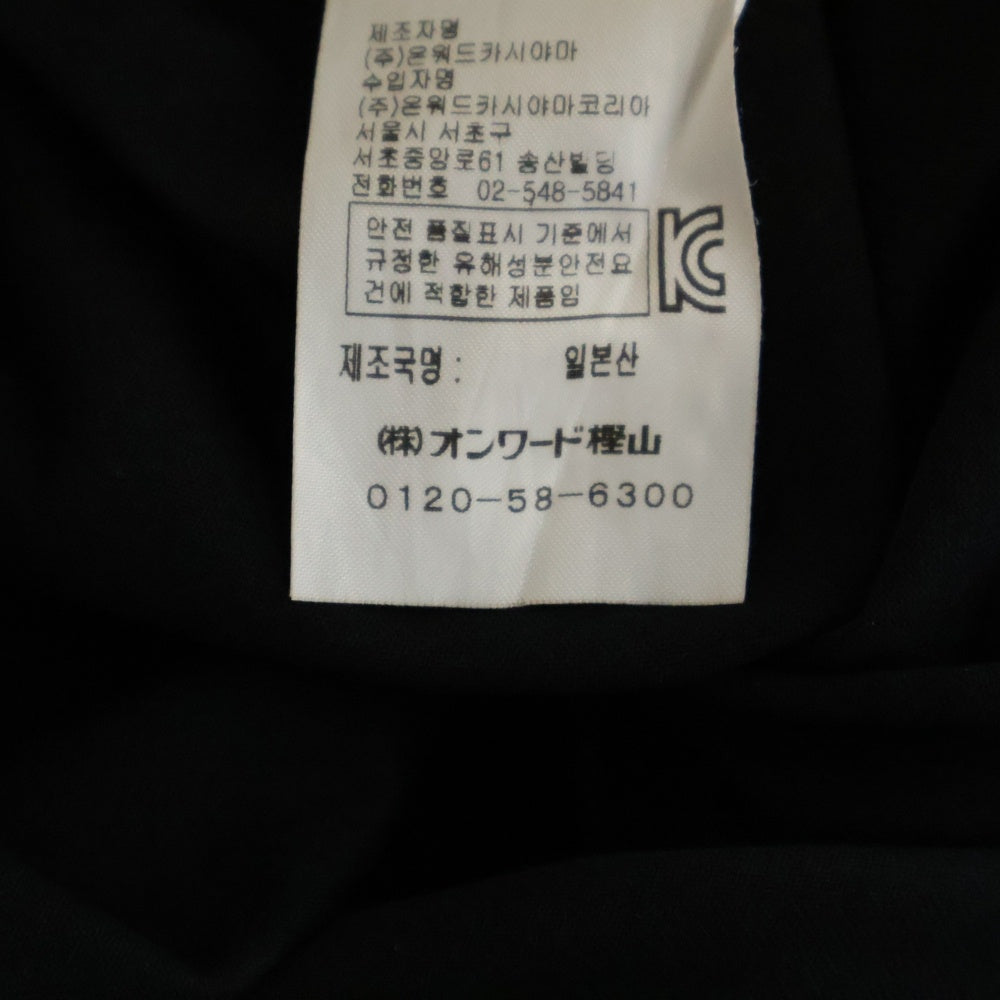 제조자명
(주)온워드카시야마
수입자명
(주)온워드카시야마코리아
서울시 서초구
서초중앙로61 송산빌딩
전화번호 02-548-5841
안전 품질표시 기준에서
규정한 유해성분안전요
건에 적합한 제품임
KC
제조국명 : 일본산
(株)オンワード樫山
0120-58-6300